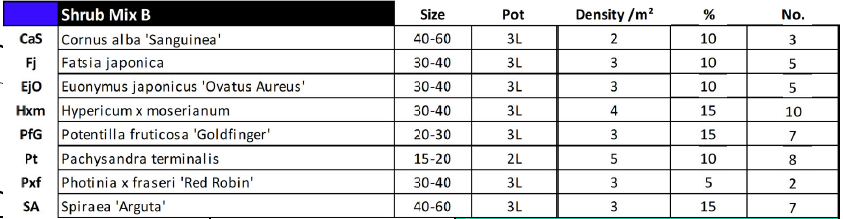 Shrub Mix B Size Pot Density /m² % No.
CaS Cornus alba 'Sanguinea' 40-60 3L 2 10 3
Fj Fatsia japonica 30-40 3L 3 10 5
EjO Euonymus japonicus 'Ovatus Aureus' 30-40 3L 3 10 5
Hxm Hypericum x moserianum 30-40 3L 4 15 10
PfG Potentilla fruticosa 'Goldfinger' 20-30 3L 3 15 7
Pt Pachysandra terminalis 15-20 2L 5 10 8
Pxf Photinia x fraseri 'Red Robin' 30-40 3L 3 5 2
SA Spiraea 'Arguta' 40-60 3L 3 15 7